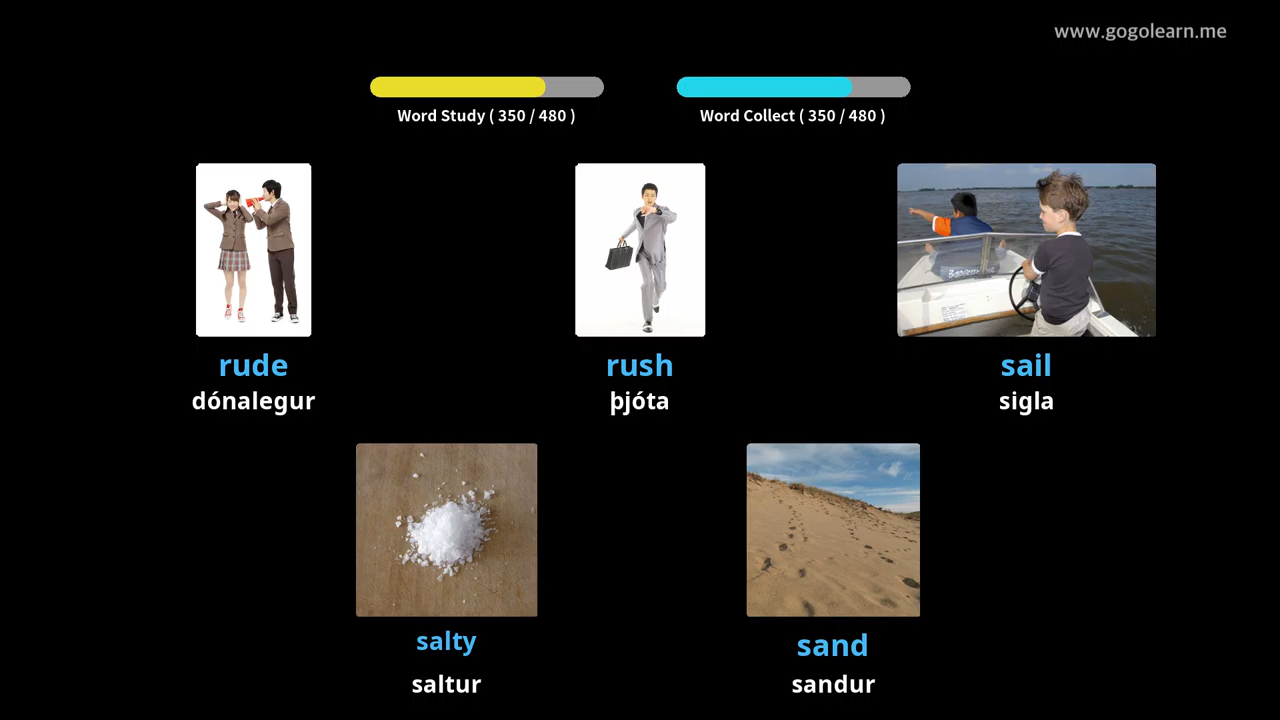 www.gogolearn.me
Word Study ( 350 / 480 )
Word Collect ( 350 / 480 )
rude
dónalegur
rush
þjóta
sail
sigla
salty
saltur
sand
sandur